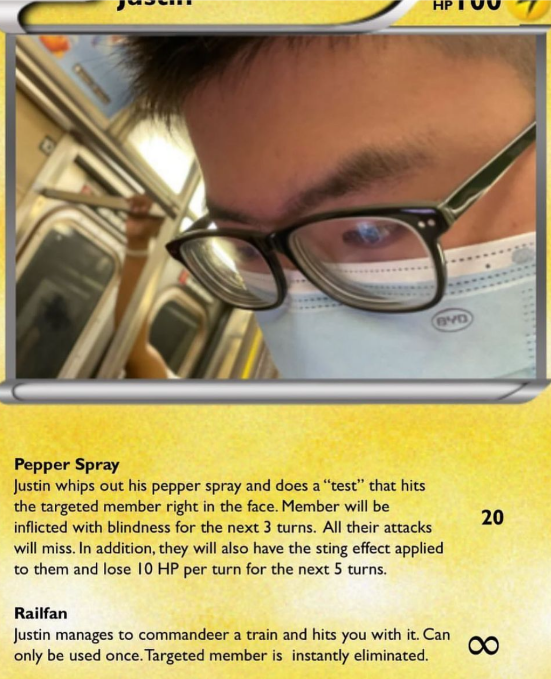 Justin HP 100
BYD
Pepper Spray
Justin whips out his pepper spray and does a “test” that hits
the targeted member right in the face. Member will be
inflicted with blindness for the next 3 turns. All their attacks
will miss. In addition, they will also have the sting effect applied
to them and lose 10 HP per turn for the next 5 turns.
20
Railfan
Justin manages to commandeer a train and hits you with it. Can
only be used once. Targeted member is instantly eliminated.
∞